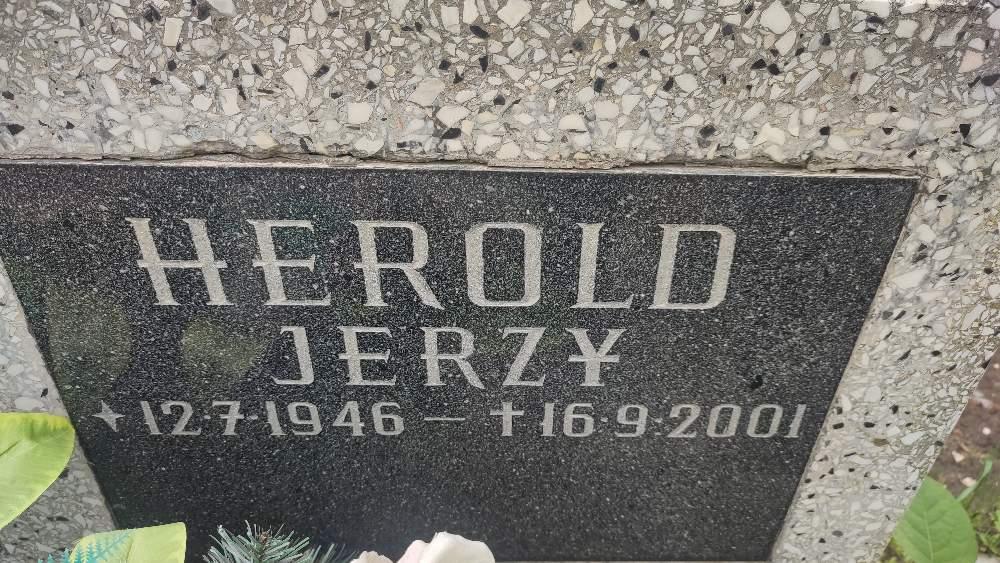 HEROLD
JERZY
✦ 12·7·1946 – ✝ 16·9·2001